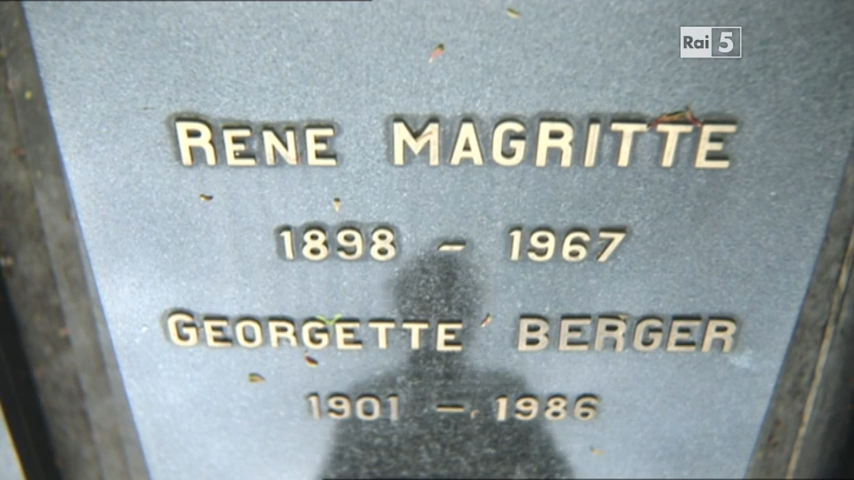 Rai 5
RENE MAGRITTE
1898 - 1967
GEORGETTE BERGER
1901 - 1986